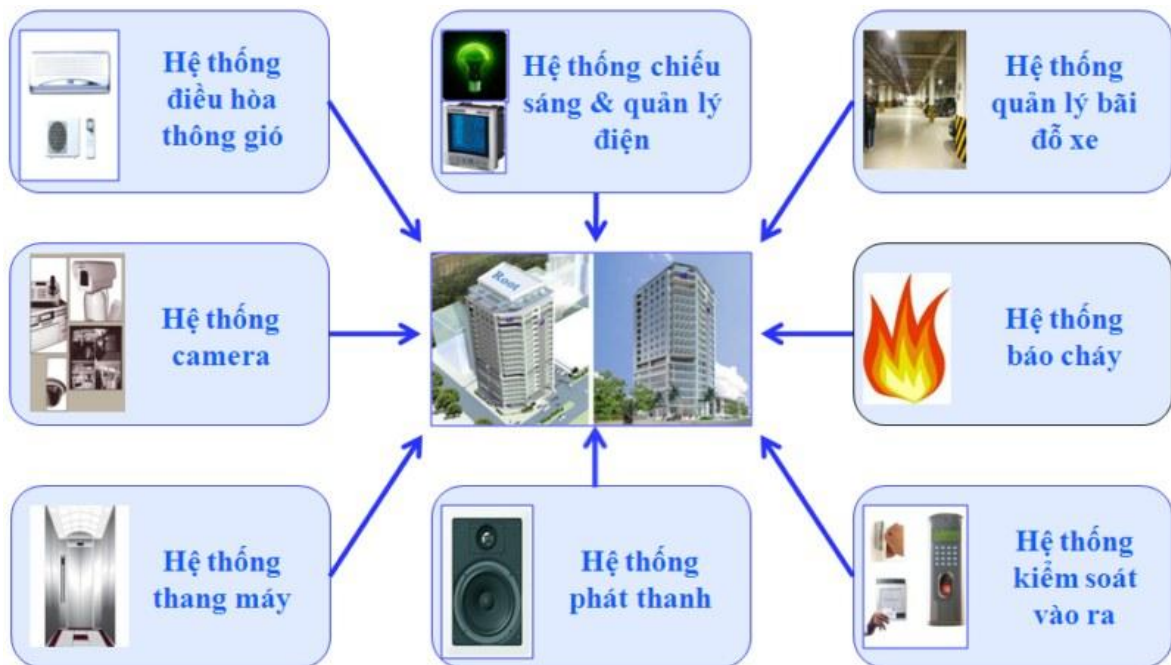 Hệ thống
điều hòa
thông gió
Hệ thống chiếu
sáng & quản lý
điện
Hệ thống
quản lý bãi
đỗ xe
Hệ thống
camera
Root
Hệ thống
báo cháy
Hệ thống
thang máy
Hệ thống
phát thanh
Hệ thống
kiểm soát
vào ra